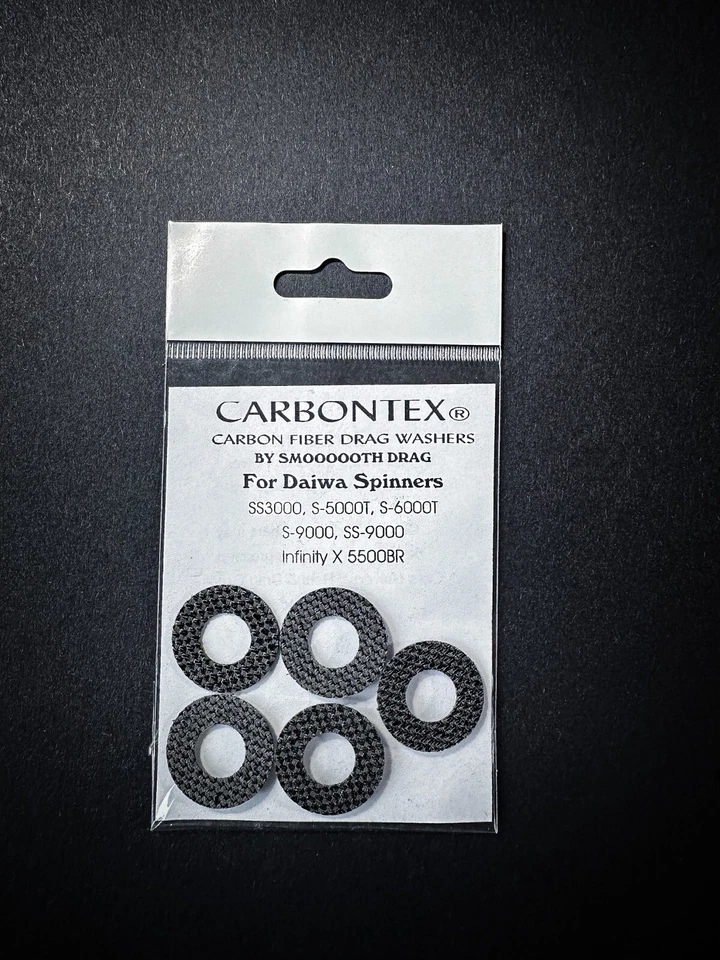 CARBONTEX®
CARBON FIBER DRAG WASHERS
BY SMOOOOOTH DRAG
For Daiwa Spinners
SS3000, S-5000T, S-6000T
S-9000, SS-9000
Infinity X 5500BR